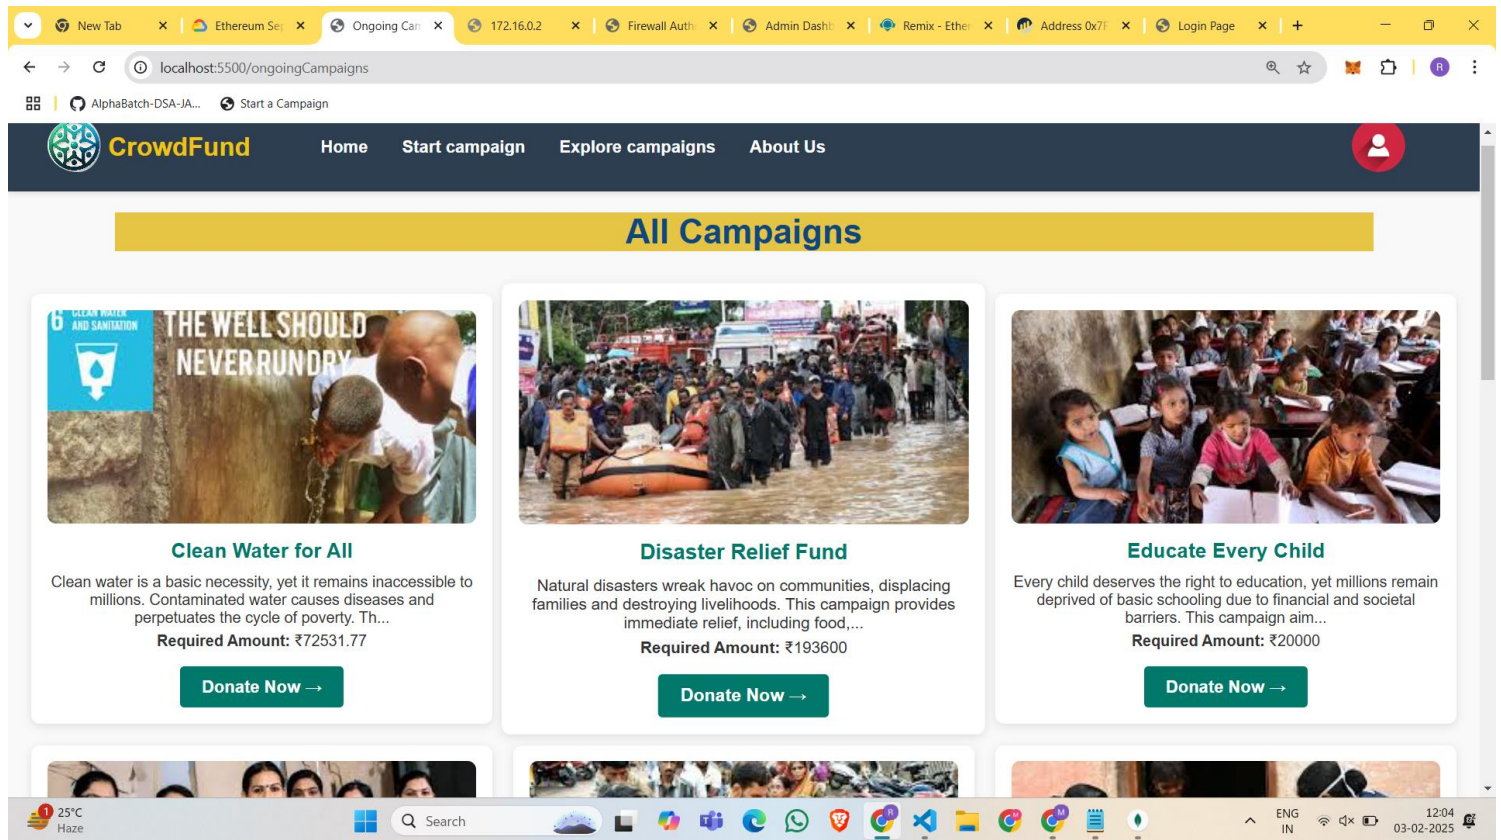 New Tab
Ethereum Sep
Ongoing Can
172.16.0.2
Firewall Auth
Admin Dashb
Remix - Ether
Address 0x7F
Login Page
localhost:5500/ongoingCampaigns
R
AlphaBatch-DSA-JA...
Start a Campaign
CrowdFund
Home
Start campaign
Explore campaigns
About Us
All Campaigns
6 CLEAN WATER
AND SANITATION
THE WELL SHOULD
NEVER RUN DRY
Clean Water for All
Clean water is a basic necessity, yet it remains inaccessible to
millions. Contaminated water causes diseases and
perpetuates the cycle of poverty. Th...
Required Amount: ₹72531.77
Donate Now →
Disaster Relief Fund
Natural disasters wreak havoc on communities, displacing
families and destroying livelihoods. This campaign provides
immediate relief, including food,...
Required Amount: ₹193600
Donate Now →
Educate Every Child
Every child deserves the right to education, yet millions remain
deprived of basic schooling due to financial and societal
barriers. This campaign aim...
Required Amount: ₹20000
Donate Now →
1
25°C
Haze
Search
R
M
M
ENG
IN
12:04
03-02-2025